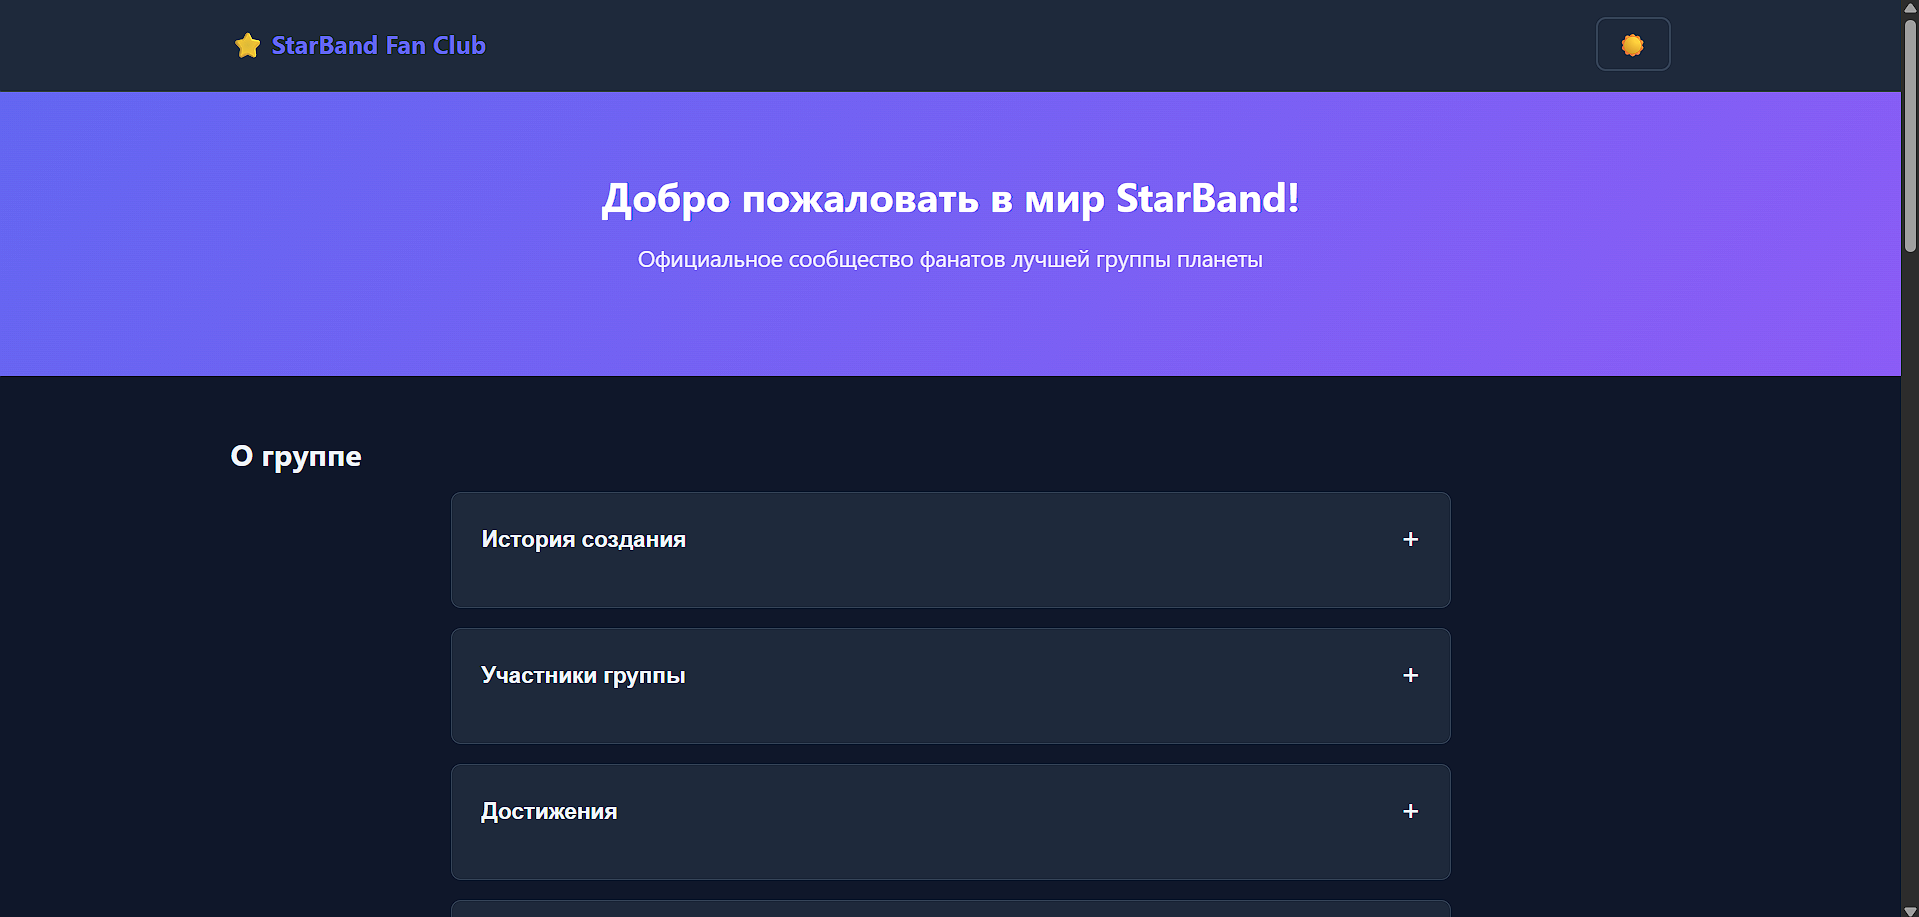 StarBand Fan Club
Добро пожаловать в мир StarBand!
Официальное сообщество фанатов лучшей группы планеты
О группе
История создания +
Участники группы +
Достижения +